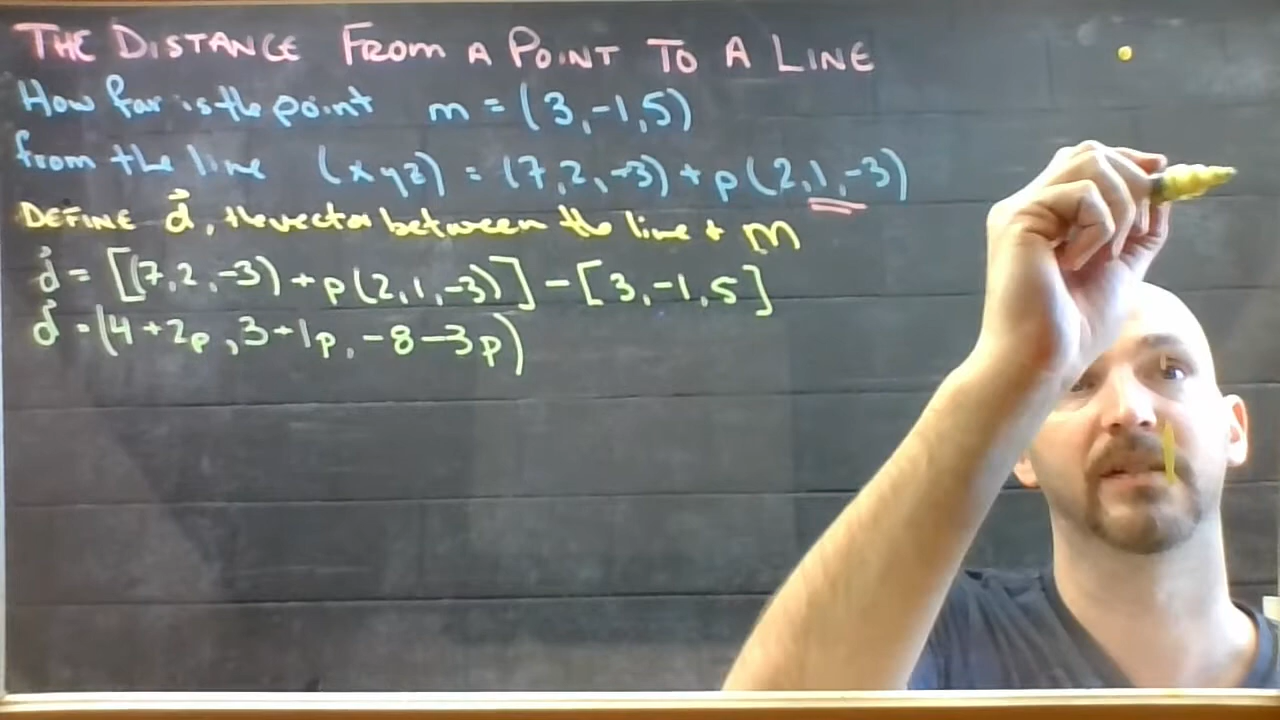 THE DISTANCE FROM A POINT TO A LINE
How far is the point m = (3,-1,5)
from the line (xyz) = (7,2,-3) + p(2,1,-3)
DEFINE d⃗, the vector between the line + m
d⃗ = [(7,2,-3)+p(2,1,-3)] - [3,-1,5]
d⃗ = (4+2p, 3+1p, -8-3p)